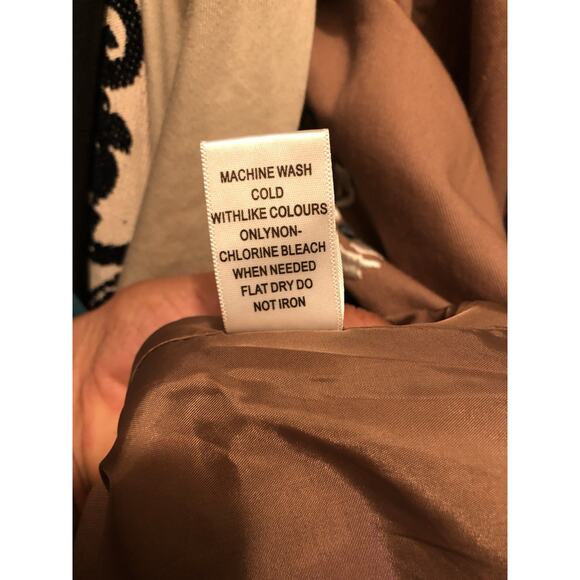 MACHINE WASH
COLD
WITHLIKE COLOURS
ONLYNON-
CHLORINE BLEACH
WHEN NEEDED
FLAT DRY DO
NOT IRON